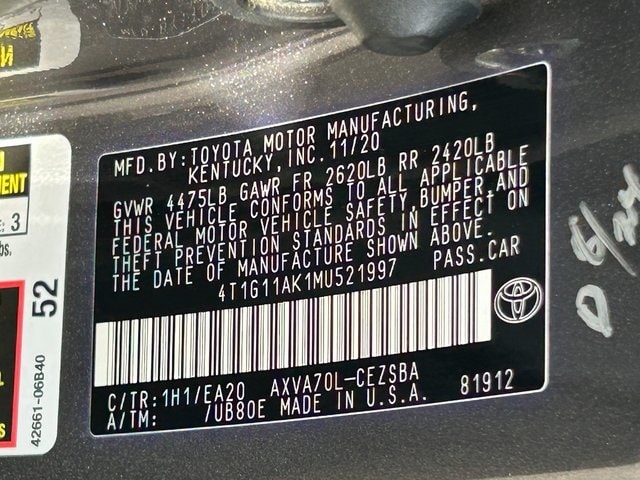 MFD.BY:TOYOTA MOTOR MANUFACTURING,
KENTUCKY, INC. 11/20
GVWR 4475LB GAWR FR 2620LB RR 2420LB
THIS VEHICLE CONFORMS TO ALL APPLICABLE
FEDERAL MOTOR VEHICLE SAFETY,BUMPER,AND
THEFT PREVENTION STANDARDS IN EFFECT ON
THE DATE OF MANUFACTURE SHOWN ABOVE.
4T1G11AK1MU521997 PASS.CAR
C/TR:1H1/EA20 AXVA70L-CEZSBA
A/TM: /UB80E MADE IN U.S.A. 81912
: 3
bs.
52
42661-06B40